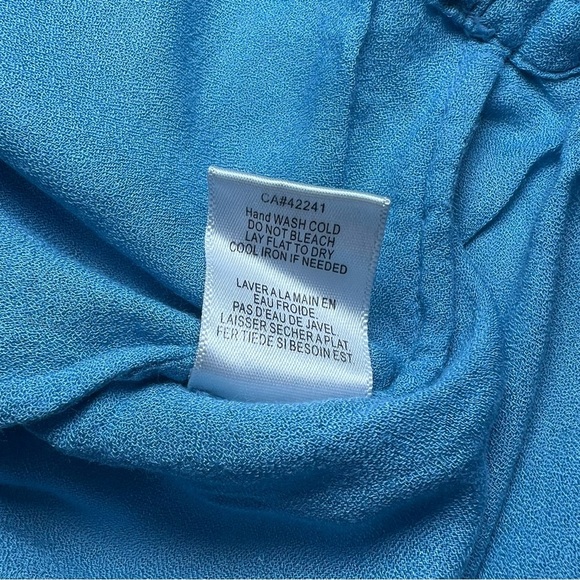 CA#42241
Hand WASH COLD
DO NOT BLEACH
LAY FLAT TO DRY
COOL IRON IF NEEDED
LAVER A LA MAIN EN
EAU FROIDE.
PAS D'EAU DE JAVEL.
LAISSER SECHER A PLAT.
FER TIEDE SI BESOIN EST